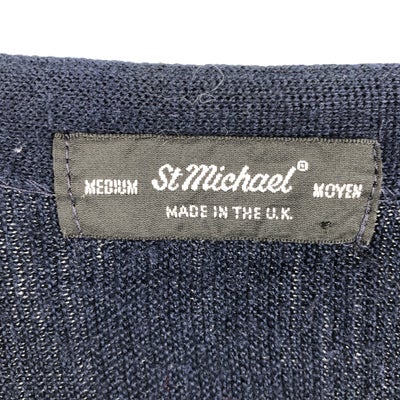 MEDIUM St Michael® MOYEN
MADE IN THE U.K.